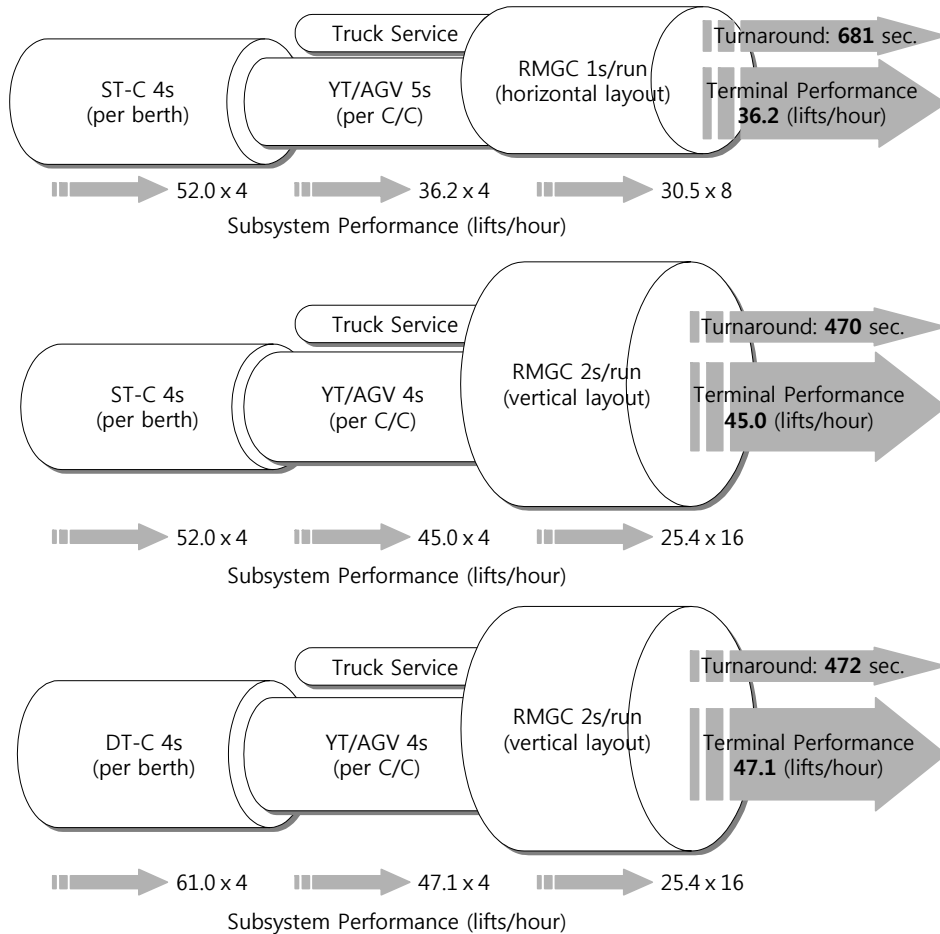 Truck Service
Turnaround: 681 sec.
ST-C 4s
(per berth)
YT/AGV 5s
(per C/C)
RMGC 1s/run
(horizontal layout)
Terminal Performance
36.2 (lifts/hour)
52.0 x 4
36.2 x 4
30.5 x 8
Subsystem Performance (lifts/hour)
Truck Service
Turnaround: 470 sec.
ST-C 4s
(per berth)
YT/AGV 4s
(per C/C)
RMGC 2s/run
(vertical layout)
Terminal Performance
45.0 (lifts/hour)
52.0 x 4
45.0 x 4
25.4 x 16
Subsystem Performance (lifts/hour)
Truck Service
Turnaround: 472 sec.
DT-C 4s
(per berth)
YT/AGV 4s
(per C/C)
RMGC 2s/run
(vertical layout)
Terminal Performance
47.1 (lifts/hour)
61.0 x 4
47.1 x 4
25.4 x 16
Subsystem Performance (lifts/hour)